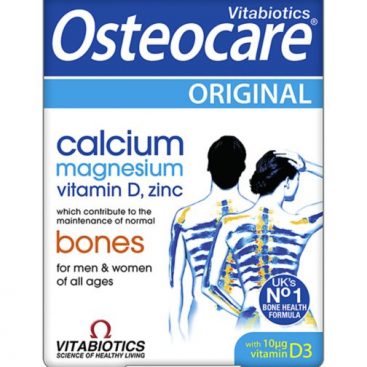 Vitabiotics
Osteocare®
ORIGINAL
calcium
magnesium
vitamin D, zinc
which contribute to the
maintenance of normal
bones
for men & women
of all ages
UK's
No1
BONE HEALTH
FORMULA
VITABIOTICS
SCIENCE OF HEALTHY LIVING
with 10µg
vitamin D3